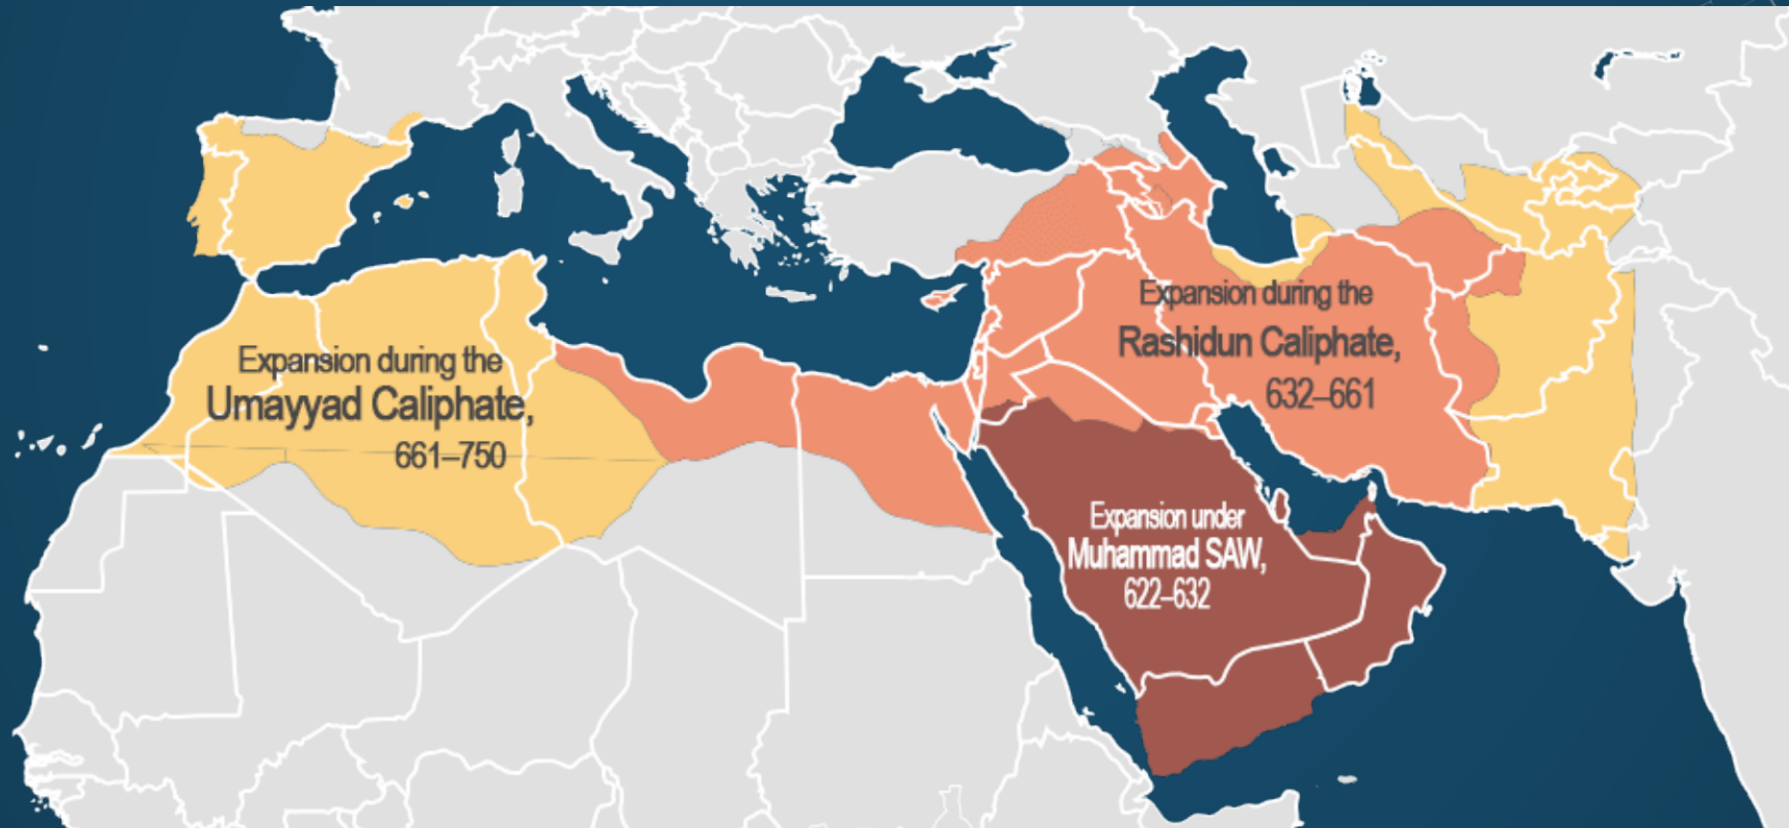 Expansion during the
Umayyad Caliphate,
661–750
Expansion during the
Rashidun Caliphate,
632–661
Expansion under
Muhammad SAW,
622–632